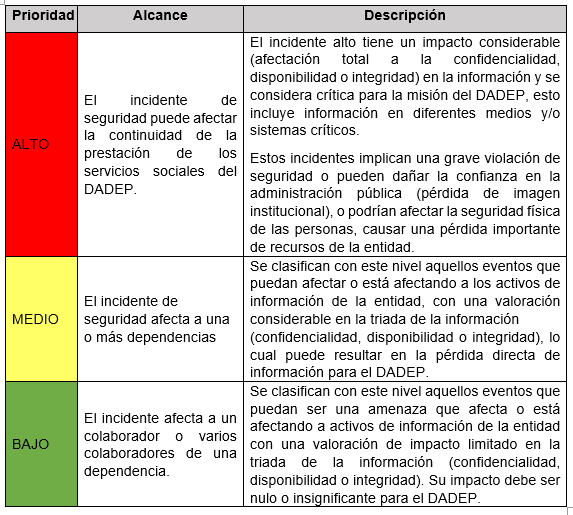 Prioridad Alcance Descripción
ALTO
El incidente de
seguridad puede afectar
la continuidad de la
prestación de los
servicios sociales del
DADEP.
El incidente alto tiene un impacto considerable
(afectación total a la confidencialidad,
disponibilidad o integridad) en la información y se
considera crítica para la misión del DADEP, esto
incluye información en diferentes medios y/o
sistemas críticos.
Estos incidentes implican una grave violación de
seguridad o pueden dañar la confianza en la
administración pública (pérdida de imagen
institucional), o podrían afectar la seguridad física
de las personas, causar una pérdida importante
de recursos de la entidad.
MEDIO
El incidente de
seguridad afecta a una
o más dependencias
Se clasifican con este nivel aquellos eventos que
puedan afectar o está afectando a los activos de
información de la entidad, con una valoración
considerable en la triada de la información
(confidencialidad, disponibilidad o integridad), lo
cual puede resultar en la pérdida directa de
información para el DADEP.
BAJO
El incidente afecta a un
colaborador o varios
colaboradores de una
dependencia.
Se clasifican con este nivel aquellos eventos que
puedan ser una amenaza que afecta o está
afectando a activos de información de la entidad
con una valoración de impacto limitado en la
triada de la información (confidencialidad,
disponibilidad o integridad). Su impacto debe ser
nulo o insignificante para el DADEP.